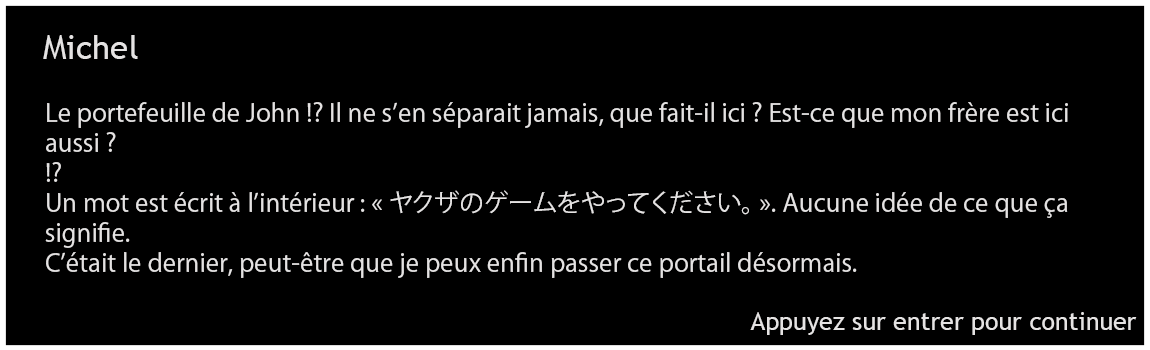 Michel
Le portefeuille de John !? Il ne s’en séparait jamais, que fait-il ici ? Est-ce que mon frère est ici
aussi ?
!?
Un mot est écrit à l’intérieur : « ヤクザのゲームをやってください。 ». Aucune idée de ce que ça
signifie.
C’était le dernier, peut-être que je peux enfin passer ce portail désormais.
Appuyez sur entrer pour continuer